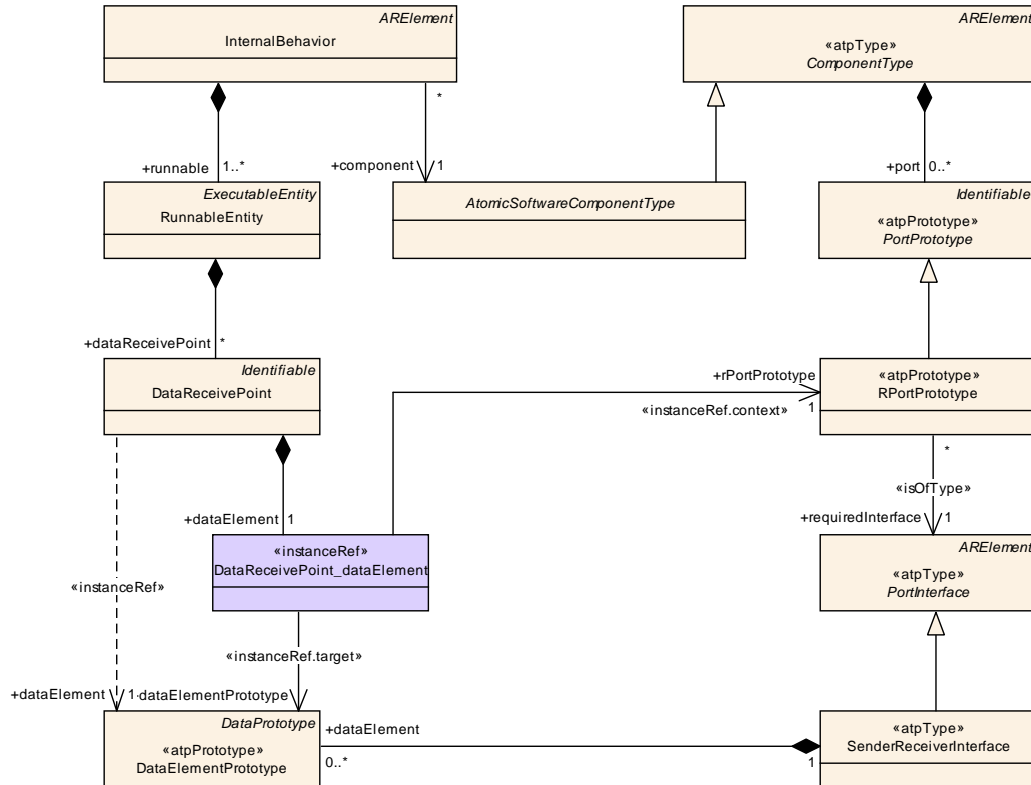 ARElement
InternalBehavior
ARElement
«atpType»
ComponentType
*
+runnable
1..*
+component
1
+port
0..*
ExecutableEntity
RunnableEntity
AtomicSoftwareComponentType
Identifiable
«atpPrototype»
PortPrototype
+dataReceivePoint
*
Identifiable
DataReceivePoint
+rPortPrototype
«instanceRef.context»
1
«atpPrototype»
RPortPrototype
*
«isOfType»
+requiredInterface
1
+dataElement
1
«instanceRef»
DataReceivePoint_dataElement
ARElement
«atpType»
PortInterface
«instanceRef»
«instanceRef.target»
+dataElement
1
dataElementPrototype
DataPrototype
«atpPrototype»
DataElementPrototype
+dataElement
0..*
1
«atpType»
SenderReceiverInterface